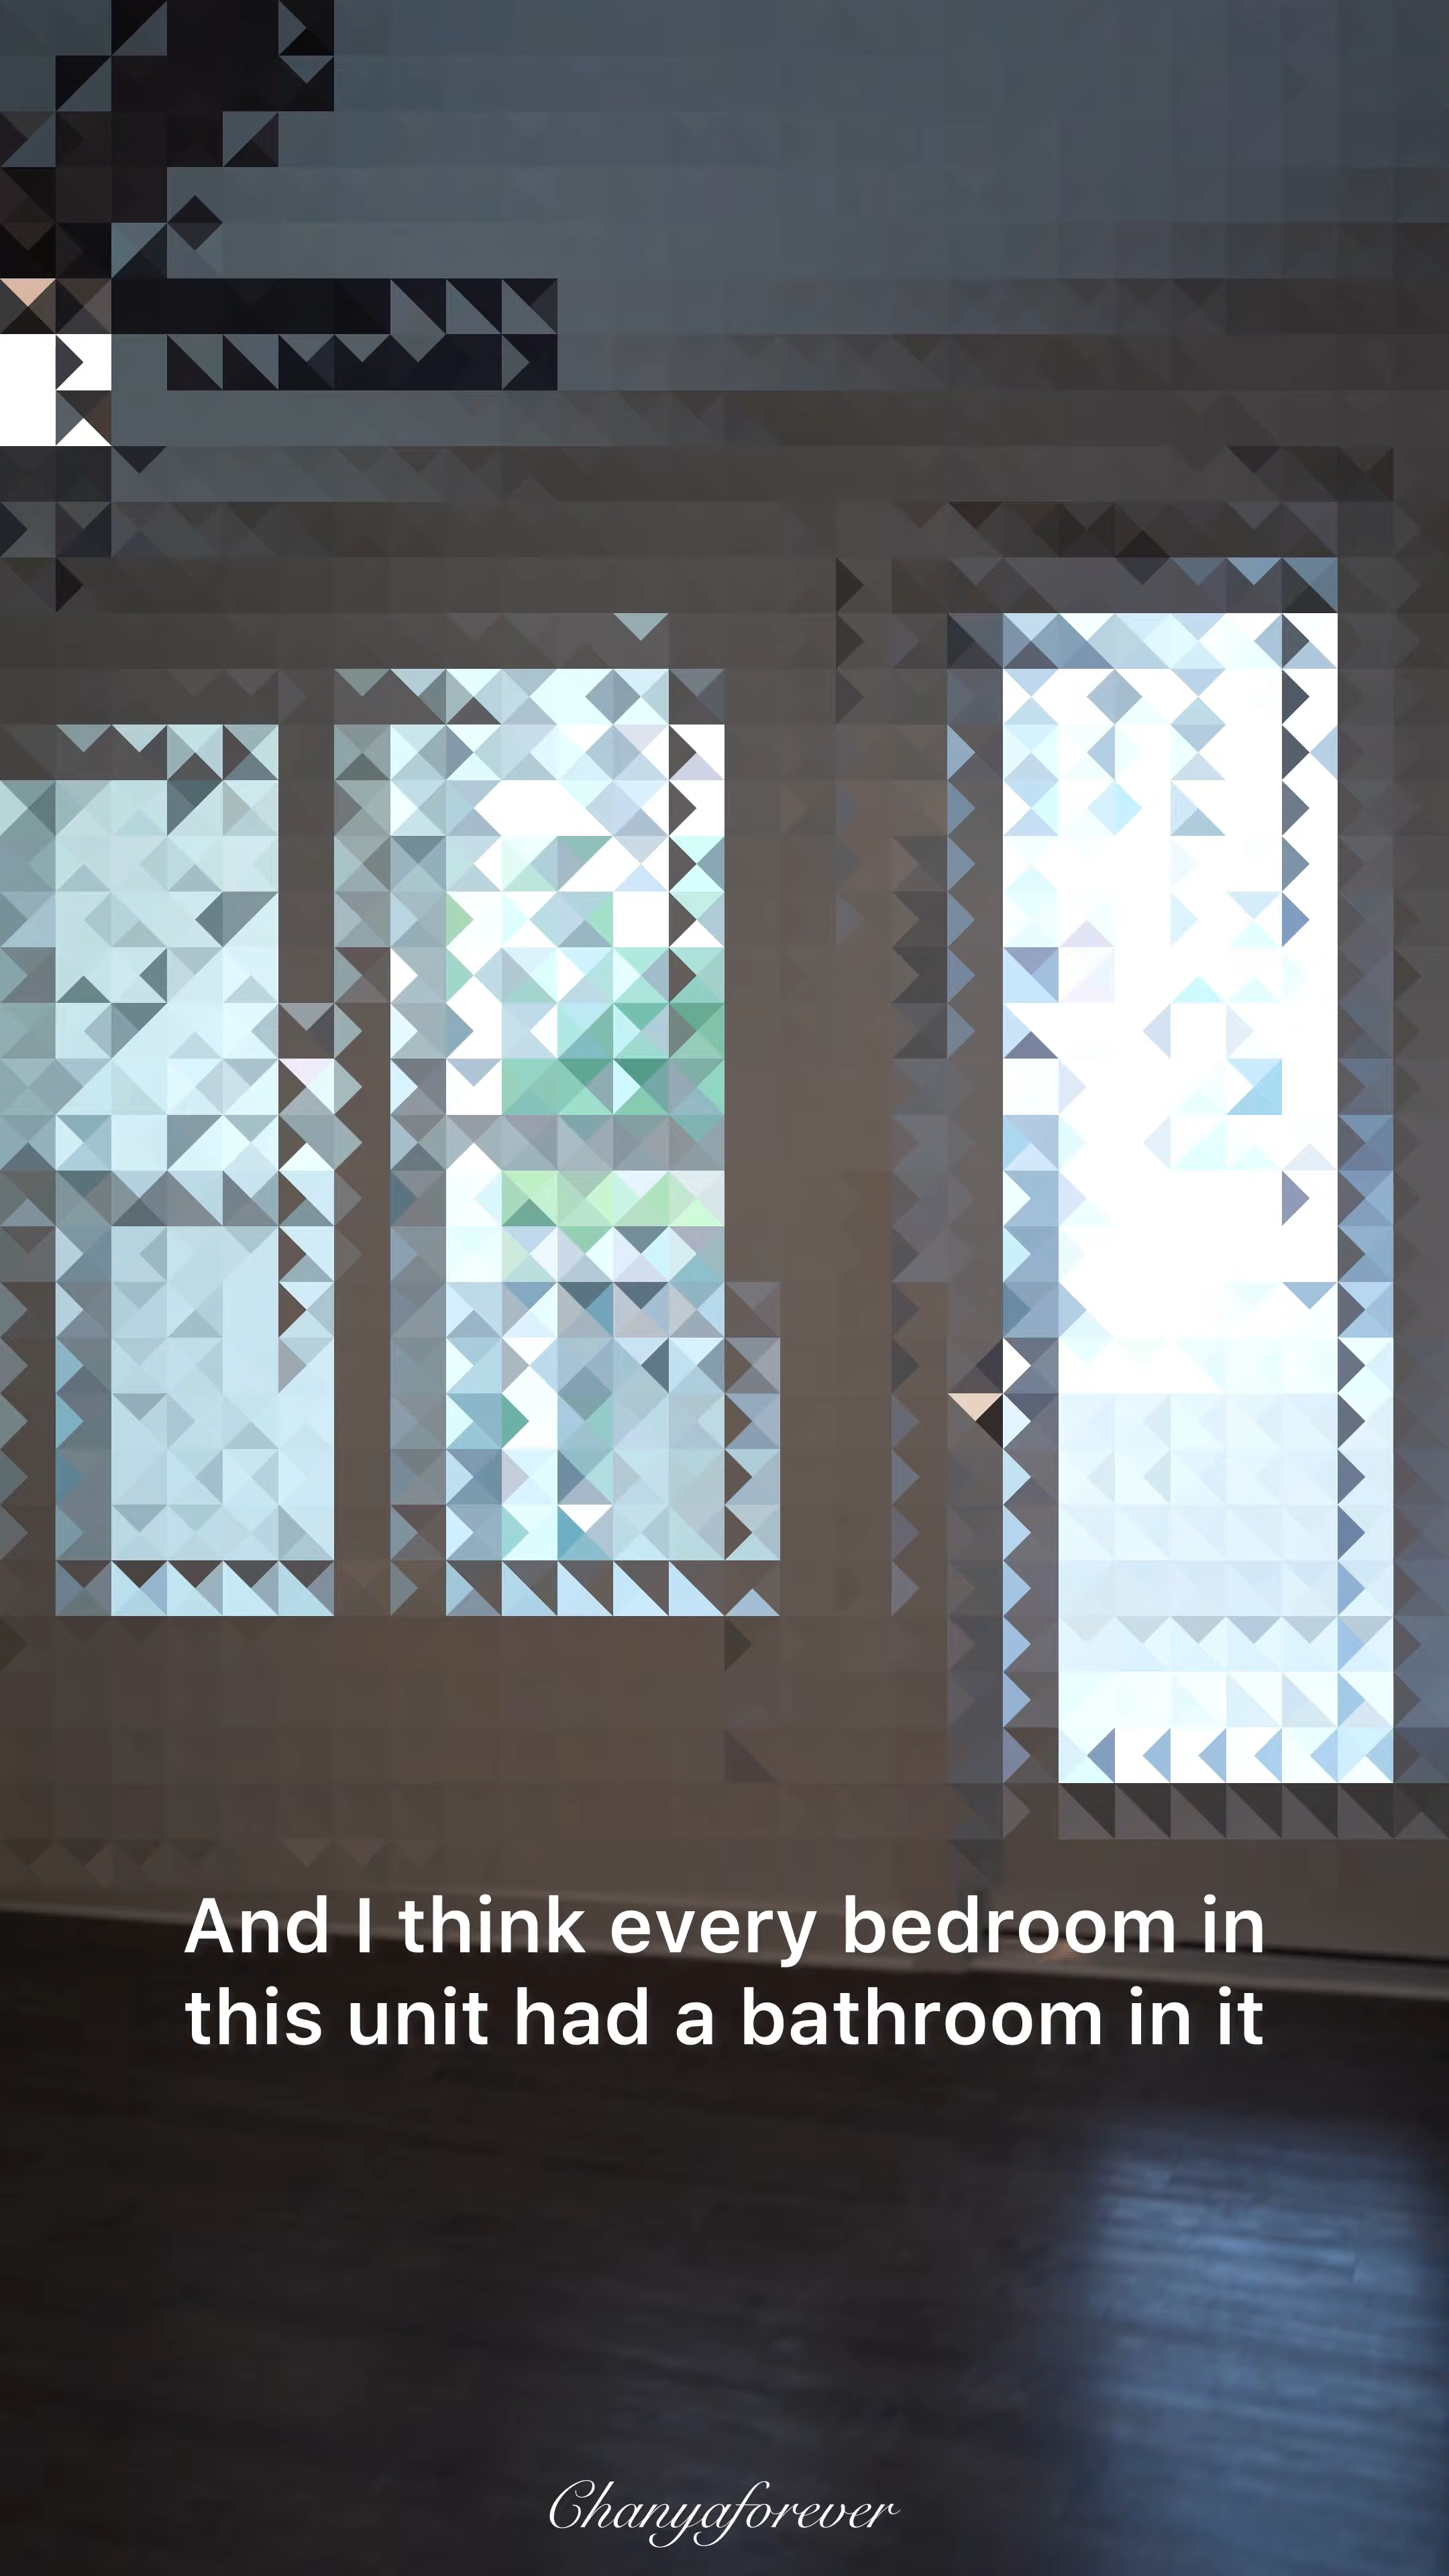 And I think every bedroom in
this unit had a bathroom in it
Chanyaforever